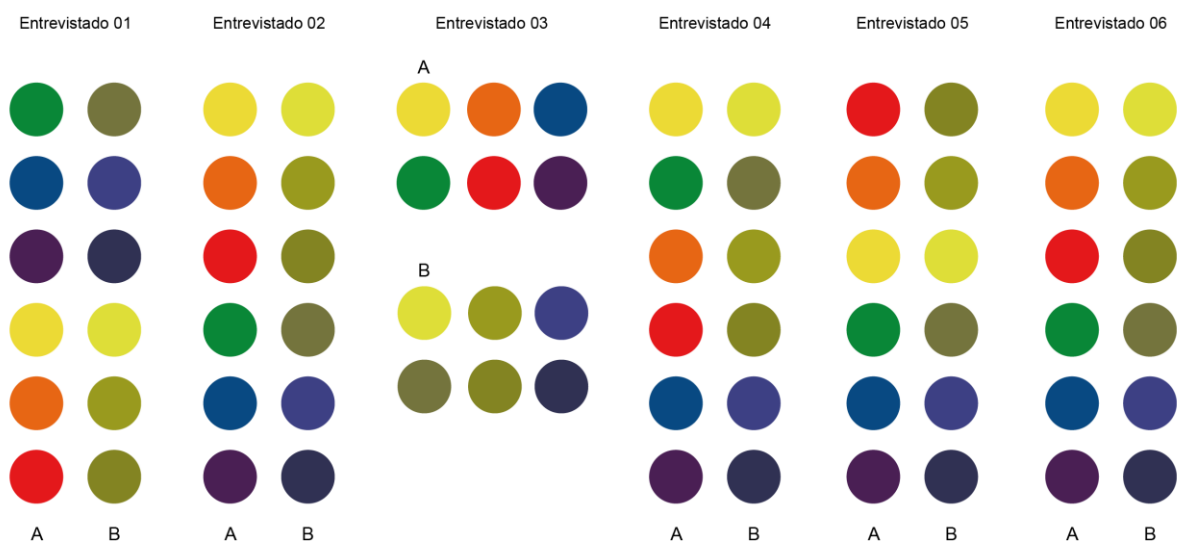 Entrevistado 01 Entrevistado 02 Entrevistado 03 Entrevistado 04 Entrevistado 05 Entrevistado 06
A
B
A B A B A B A B A B